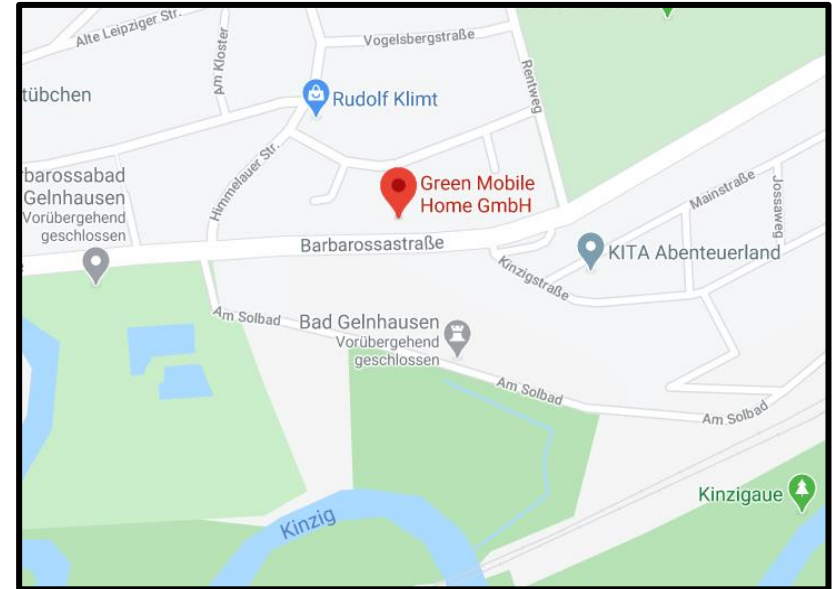 Alte Leipziger Str.
Am Kloster
Vogelsbergstraße
Rentweg
tübchen
Rudolf Klimt
Himmelauer Str.
barossabad
Gelnhausen
Vorübergehend
geschlossen
Green Mobile
Home GmbH
Mainstraße
Jossaweg
Barbarossastraße
KITA Abenteuerland
Kinzigstraße
Am Solbad
Bad Gelnhausen
Vorübergehend
geschlossen
Am Solbad
Am Solbad
Kinzigaue
Kinzig